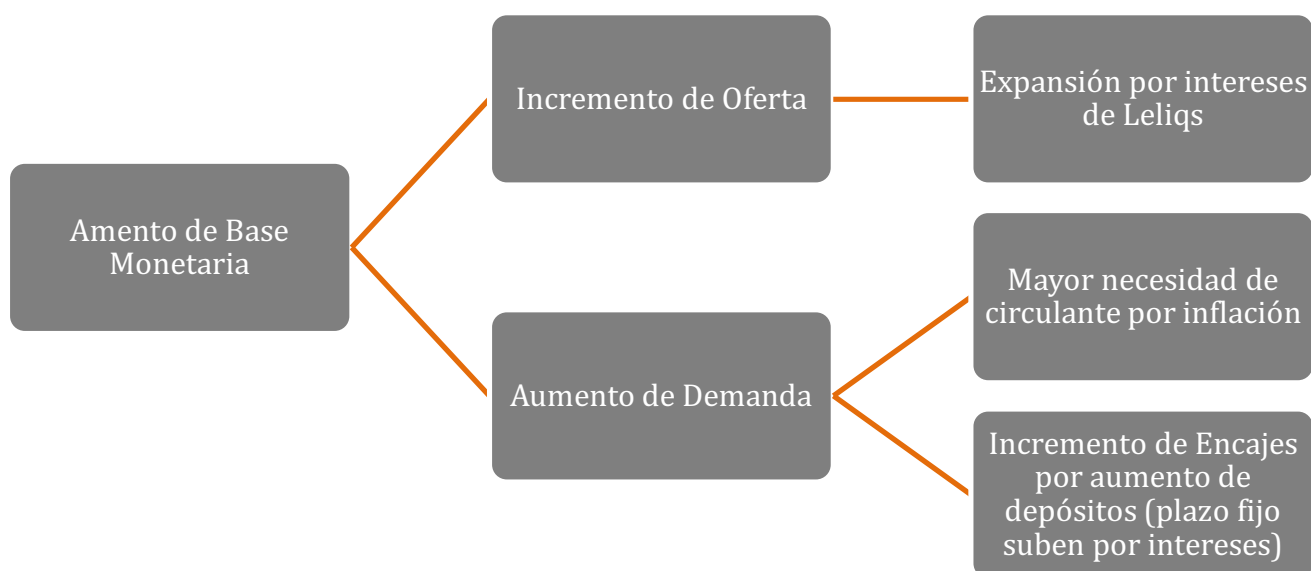 Amento de Base
Monetaria
Incremento de Oferta
Aumento de Demanda
Expansión por intereses
de Leliqs
Mayor necesidad de
circulante por inflación
Incremento de Encajes
por aumento de
depósitos (plazo fijo
suben por intereses)